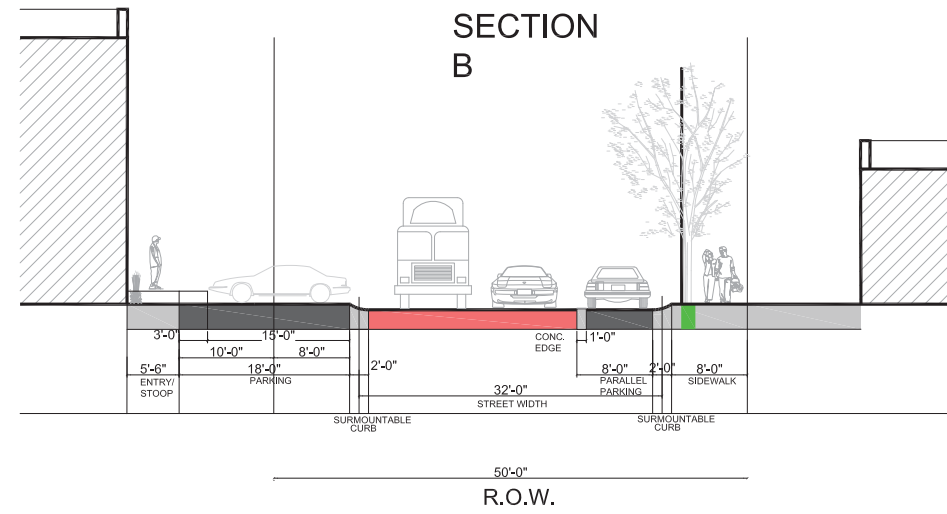 SECTION
B
3'-0"
15'-0"
CONC.
EDGE
1'-0"
10'-0"
8'-0"
5'-6"
ENTRY/
STOOP
18'-0"
PARKING
2'-0"
8'-0"
PARALLEL
PARKING
2'-0"
8'-0"
SIDEWALK
32'-0"
STREET WIDTH
SURMOUNTABLE
CURB
SURMOUNTABLE
CURB
50'-0"
R.O.W.